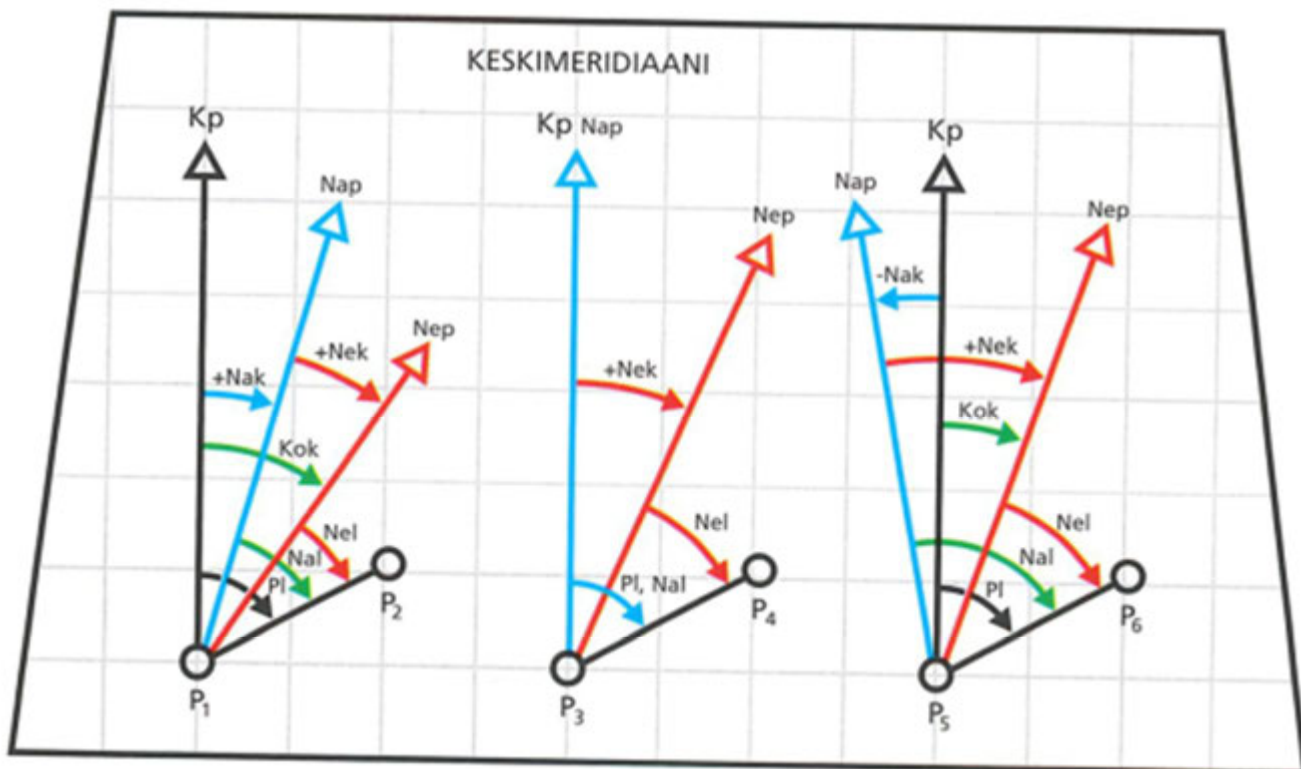 KESKIMERIDIAANI
Kp
Nap
+Nak
+Nek
Nep
Kok
Nel
Nal
Pl
P1
P2
Kp Nap
Nep
+Nek
Nel
Pl, Nal
P3
P4
Kp
Nap
Nep
-Nak
+Nek
Kok
Nel
Nal
Pl
P5
P6